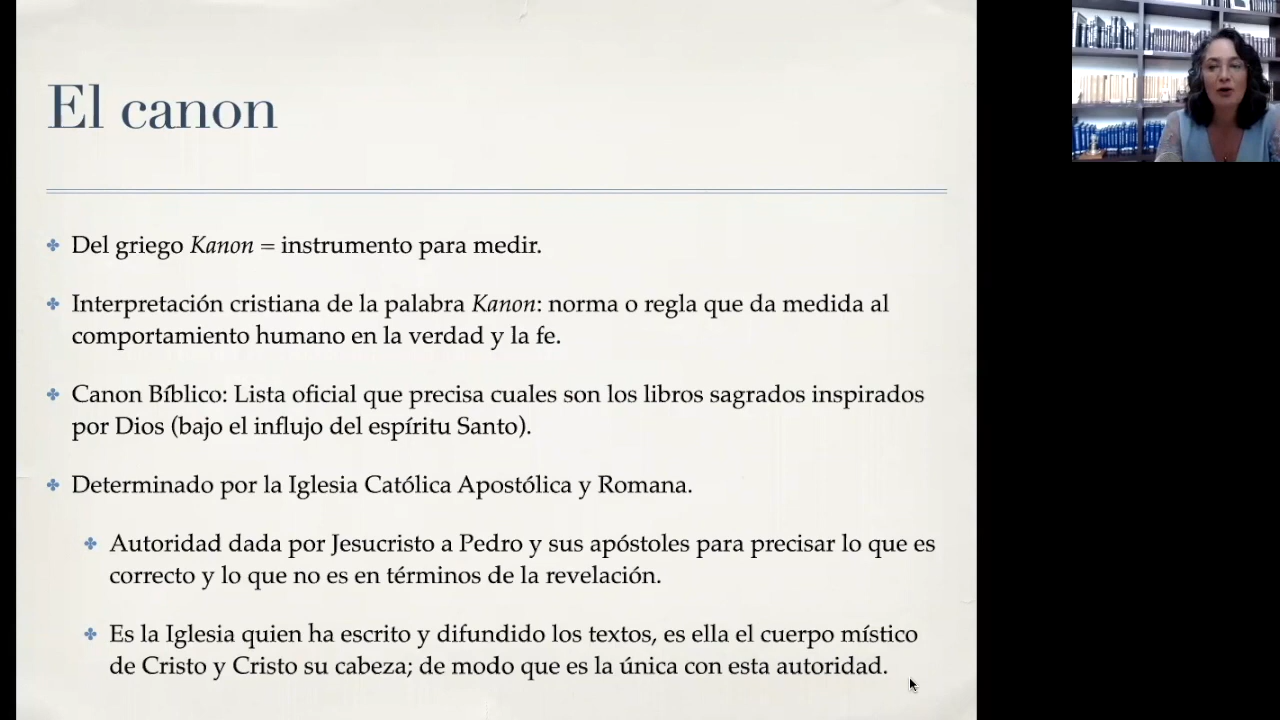 El canon
Del griego Kanon = instrumento para medir.
Interpretación cristiana de la palabra Kanon: norma o regla que da medida al
comportamiento humano en la verdad y la fe.
Canon Bíblico: Lista oficial que precisa cuales son los libros sagrados inspirados
por Dios (bajo el influjo del espíritu Santo).
Determinado por la Iglesia Católica Apostólica y Romana.
Autoridad dada por Jesucristo a Pedro y sus apóstoles para precisar lo que es
correcto y lo que no es en términos de la revelación.
Es la Iglesia quien ha escrito y difundido los textos, es ella el cuerpo místico
de Cristo y Cristo su cabeza; de modo que es la única con esta autoridad.